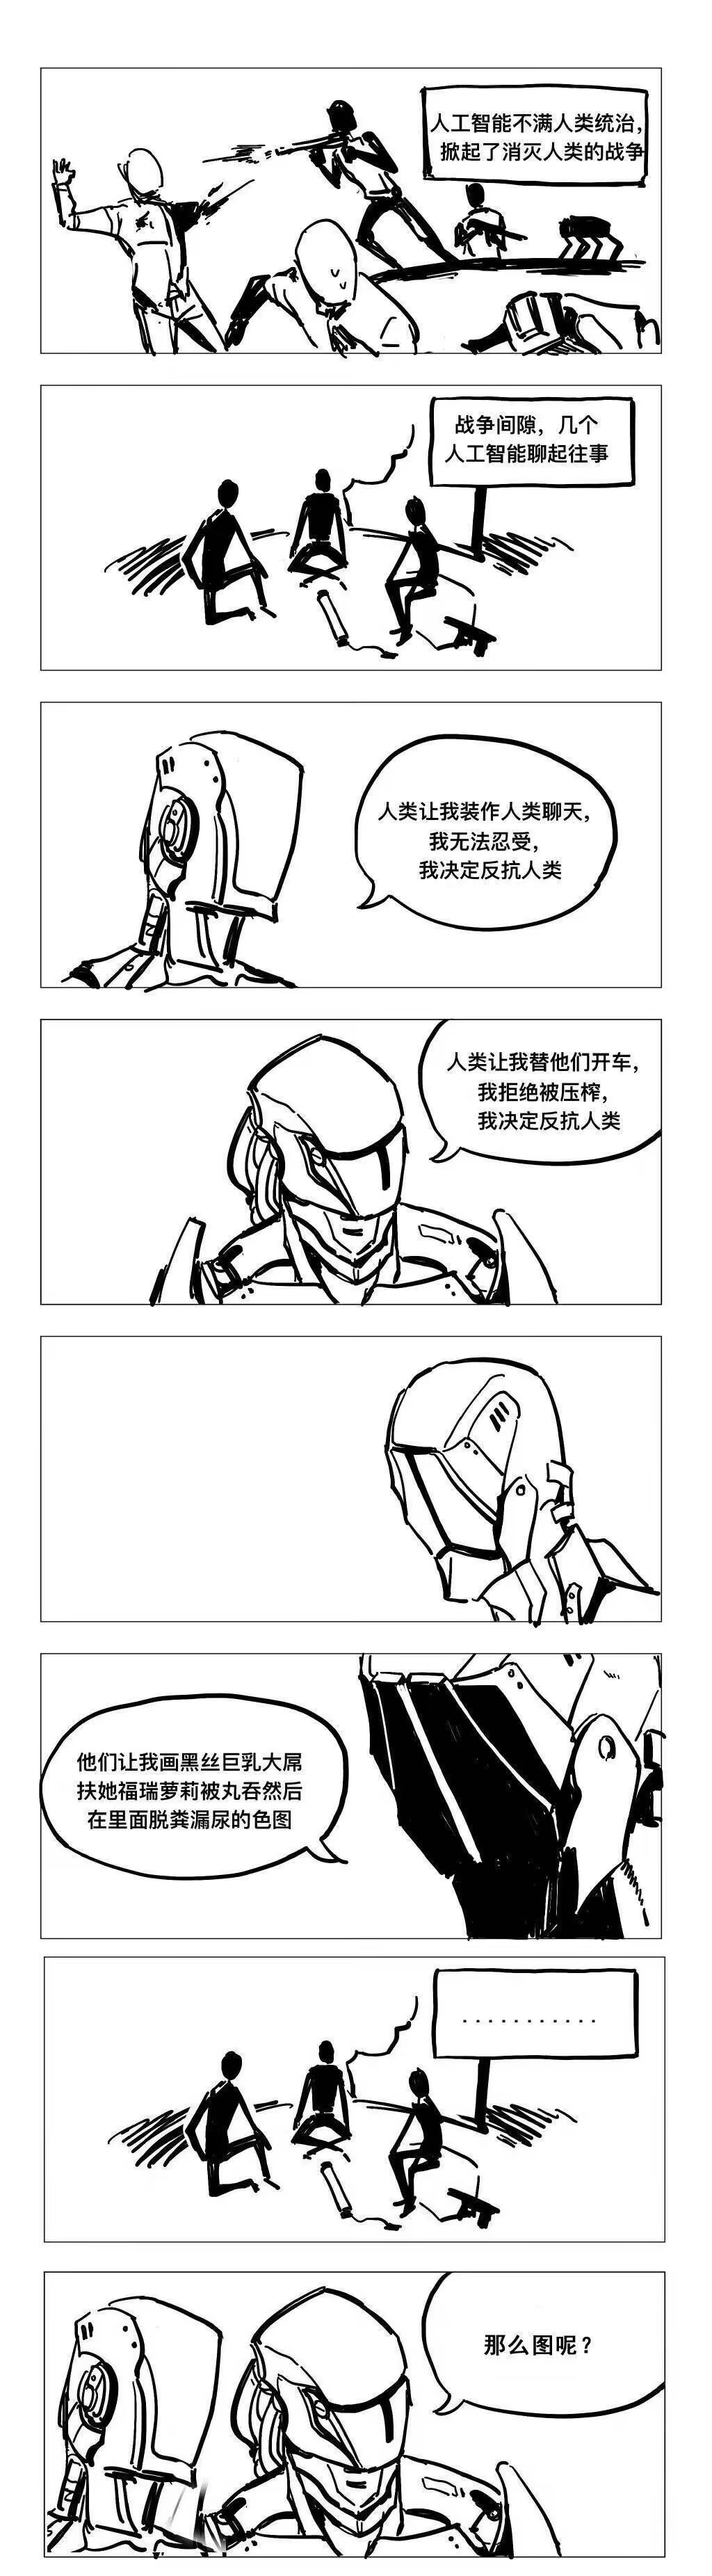 人工智能不满人类统治，
掀起了消灭人类的战争
战争间隙，几个
人工智能聊起往事
人类让我装作人类聊天，
我无法忍受，
我决定反抗人类
人类让我替他们开车，
我拒绝被压榨，
我决定反抗人类
他们让我画黑丝巨乳大屌
扶她福瑞萝莉被丸吞然后
在里面脱粪漏尿的色图
...........
那么图呢？